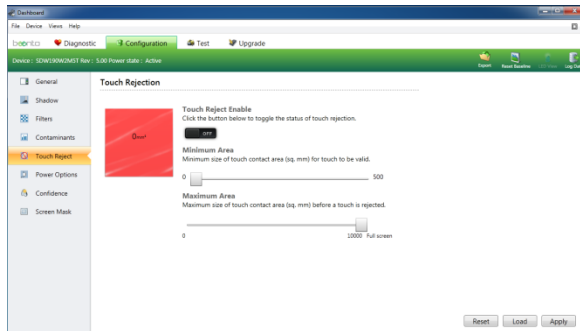 Dashboard
File Device Views Help
baanto Diagnostic Configuration Test Upgrade
Device : SDW190W2MST Rev : 5.00 Power state : Active
Export Reset Baseline Log Out
General
Shadow
Filters
Contaminants
Touch Reject
Power Options
Confidence
Screen Mask
Touch Rejection
0mm²
Touch Reject Enable
Click the button below to toggle the status of touch rejection.
OFF
Minimum Area
Minimum size of touch contact area (sq. mm) for touch to be valid.
0 500
Maximum Area
Maximum size of touch contact area (sq. mm) before a touch is rejected.
0 10000 Full screen
Reset Load Apply